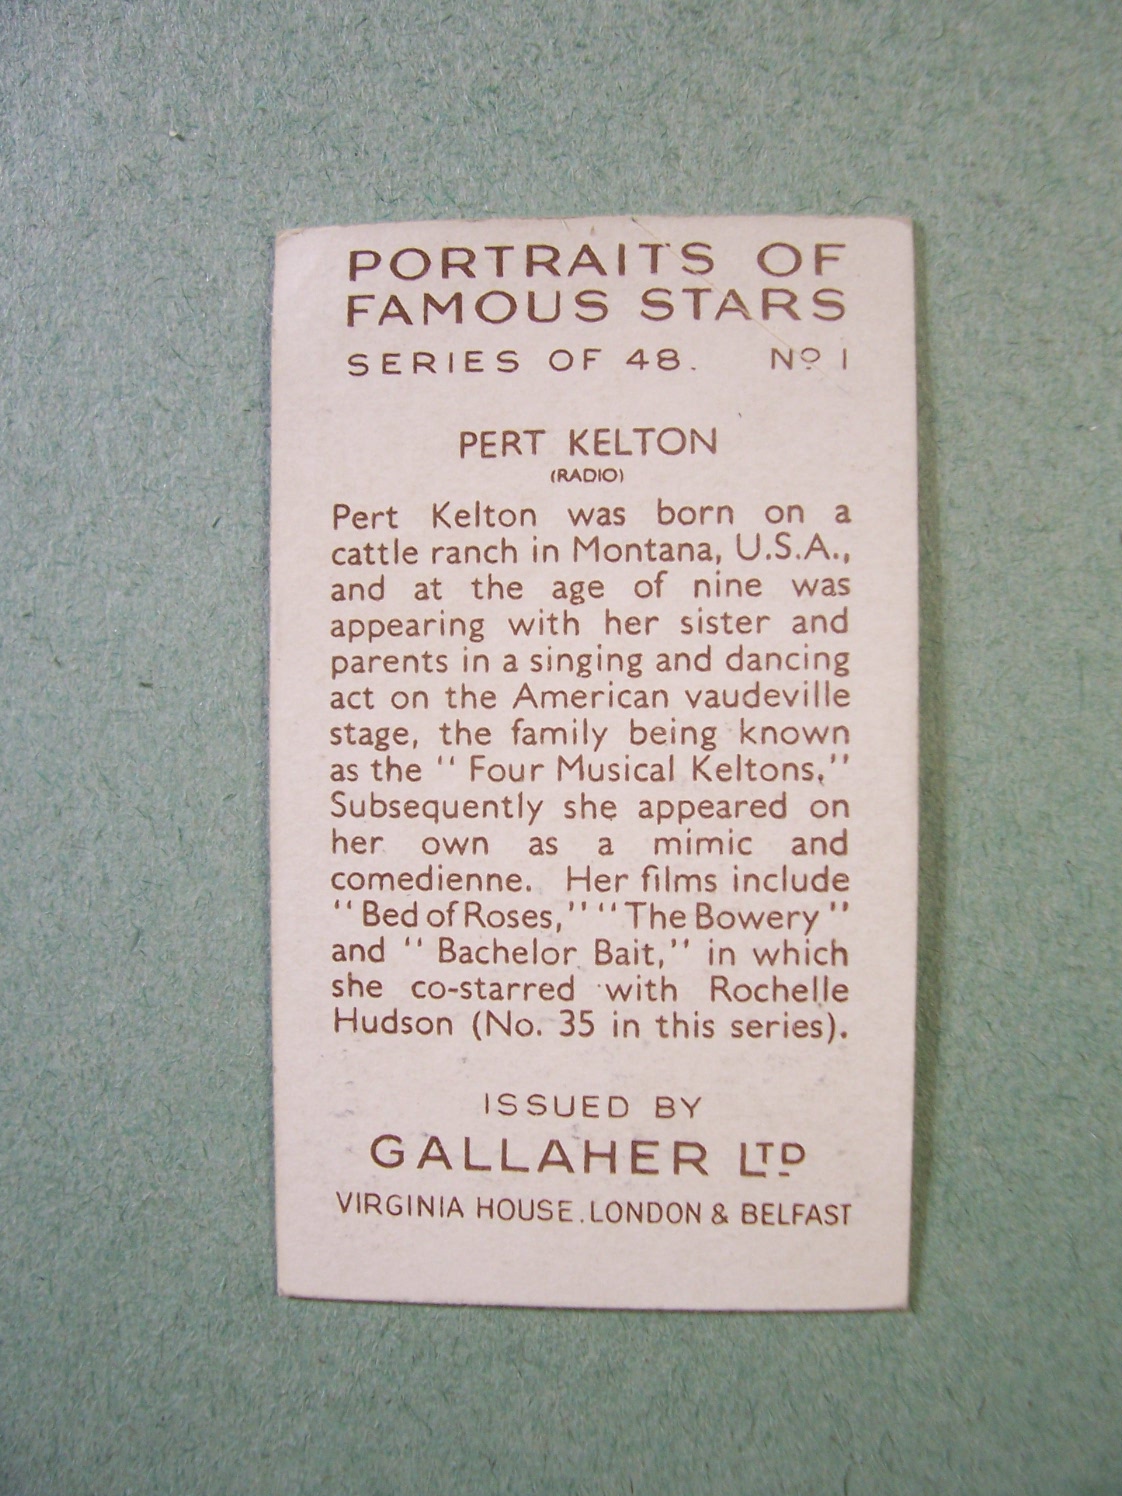 PORTRAITS OF
FAMOUS STARS
SERIES OF 48. Nº 1
PERT KELTON
(RADIO)
Pert Kelton was born on a
cattle ranch in Montana, U.S.A.,
and at the age of nine was
appearing with her sister and
parents in a singing and dancing
act on the American vaudeville
stage, the family being known
as the "Four Musical Keltons,"
Subsequently she appeared on
her own as a mimic and
comedienne. Her films include
"Bed of Roses," "The Bowery"
and "Bachelor Bait," in which
she co-starred with Rochelle
Hudson (No. 35 in this series).
ISSUED BY
GALLAHER LTD
VIRGINIA HOUSE. LONDON & BELFAST